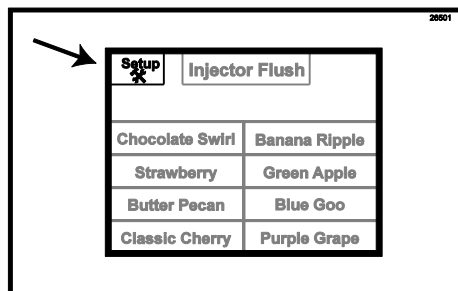 26501
Setup
Injector Flush
Chocolate Swirl
Banana Ripple
Strawberry
Green Apple
Butter Pecan
Blue Goo
Classic Cherry
Purple Grape